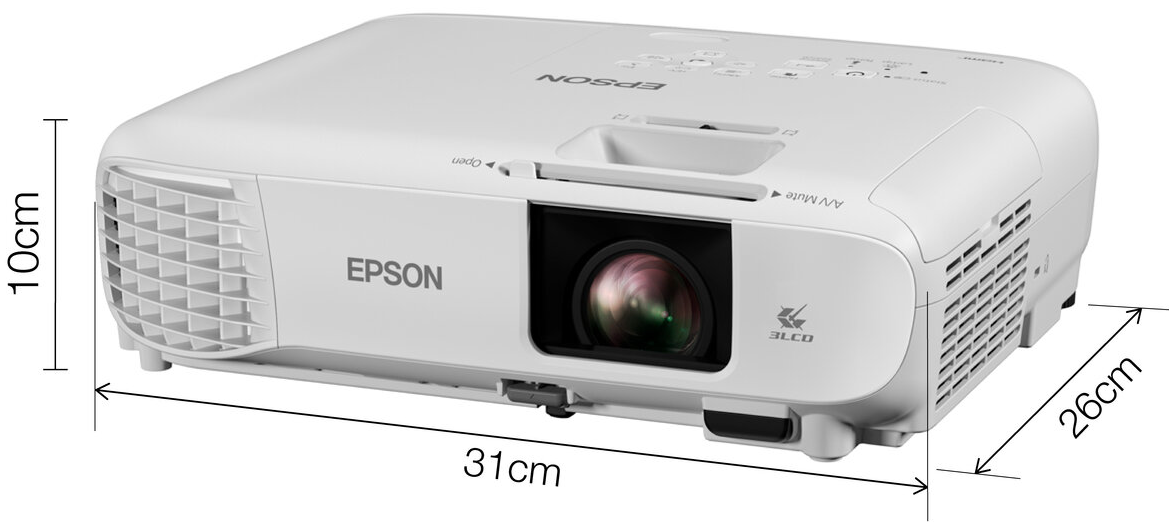 EPSON
Open
A/V Mute
10cm
EPSON
3LCD
26cm
31cm